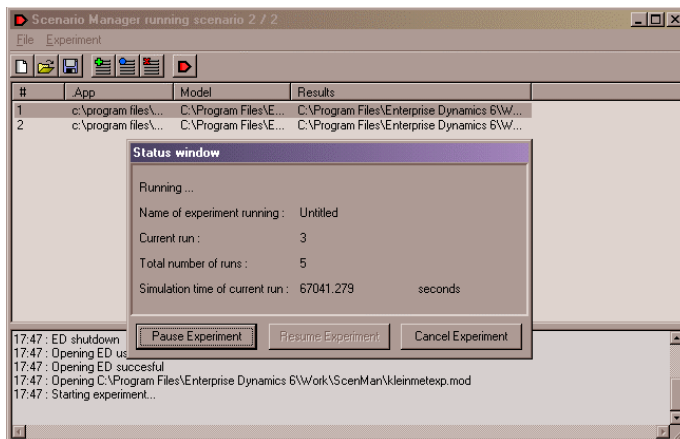 Scenario Manager running scenario 2 / 2
File Experiment
# .App Model Results
1 c:\program files\... C:\Program Files\E... C:\Program Files\Enterprise Dynamics 6\W...
2 c:\program files\... C:\Program Files\E... C:\Program Files\Enterprise Dynamics 6\W...
Status window
Running ...
Name of experiment running : Untitled
Current run : 3
Total number of runs : 5
Simulation time of current run : 67041.279 seconds
Pause Experiment Resume Experiment Cancel Experiment
17:47 : ED shutdown
17:47 : Opening ED us
17:47 : Opening ED succesful
17:47 : Opening C:\Program Files\Enterprise Dynamics 6\Work\ScenMan\kleinmetexp.mod
17:47 : Starting experiment...